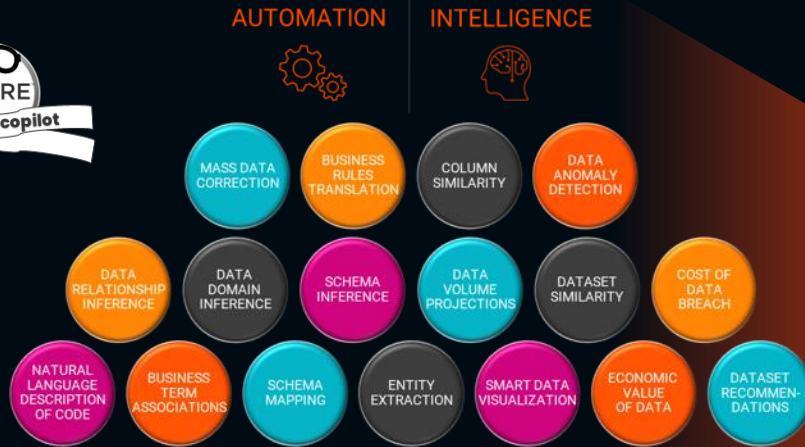 AUTOMATION
INTELLIGENCE
RE
copilot
MASS DATA
CORRECTION
BUSINESS
RULES
TRANSLATION
COLUMN
SIMILARITY
DATA
ANOMALY
DETECTION
DATA
RELATIONSHIP
INFERENCE
DATA
DOMAIN
INFERENCE
SCHEMA
INFERENCE
DATA
VOLUME
PROJECTIONS
DATASET
SIMILARITY
COST OF
DATA
BREACH
NATURAL
LANGUAGE
DESCRIPTION
OF CODE
BUSINESS
TERM
ASSOCIATIONS
SCHEMA
MAPPING
ENTITY
EXTRACTION
SMART DATA
VISUALIZATION
ECONOMIC
VALUE
OF DATA
DATASET
RECOMMEN-
DATIONS